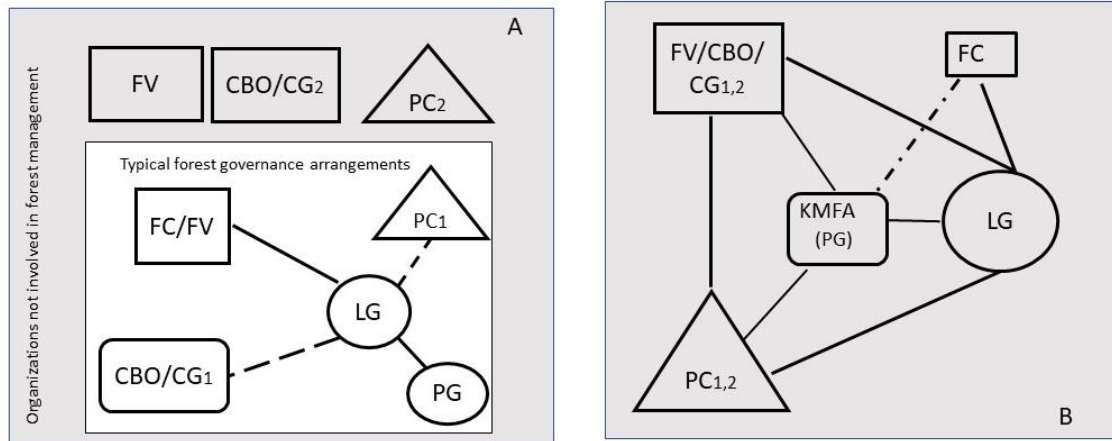 A
Organizations not involved in forest management
FV
CBO/CG2
PC2
Typical forest governance arrangements
FC/FV
PC1
LG
CBO/CG1
PG
FV/CBO/
CG1,2
FC
KMFA
(PG)
LG
PC1,2
B